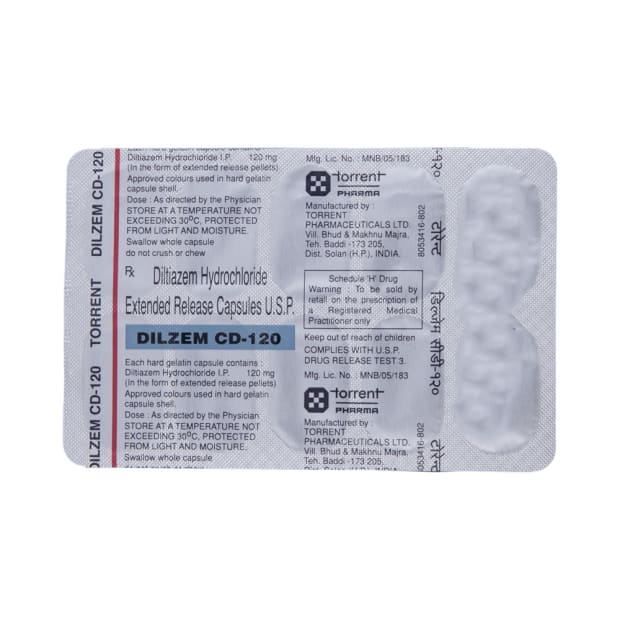 DILZEM CD-120
TORRENT
DILZEM CD-120
Diltiazem Hydrochloride I.P. 120 mg
(In the form of extended release pellets)
Approved colours used in hard gelatin
capsule shell.
Dose : As directed by the Physician
STORE AT A TEMPERATURE NOT
EXCEEDING 30°C, PROTECTED
FROM LIGHT AND MOISTURE.
Swallow whole capsule
do not crush or chew
℞ Diltiazem Hydrochloride
Extended Release Capsules U.S.P.
DILZEM CD-120
Each hard gelatin capsule contains :
Diltiazem Hydrochloride I.P. 120 mg
(In the form of extended release pellets)
Approved colours used in hard gelatin
capsule shell.
Dose : As directed by the Physician
STORE AT A TEMPERATURE NOT
EXCEEDING 30°C, PROTECTED
FROM LIGHT AND MOISTURE.
Swallow whole capsule
Mfg. Lic. No. : MNB/05/183
torrent
PHARMA
Manufactured by :
TORRENT
PHARMACEUTICALS LTD.
Vill. Bhud & Makhnu Majra,
Teh. Baddi -173 205,
Dist. Solan (H.P.), INDIA.
Schedule 'H' Drug
Warning : To be sold by
retail on the prescription of
a Registered Medical
Practitioner only
Keep out of reach of children
COMPLIES WITH U.S.P.
DRUG RELEASE TEST 3.
Mfg. Lic. No. : MNB/05/183
torrent
PHARMA
Manufactured by :
TORRENT
PHARMACEUTICALS LTD.
Vill. Bhud & Makhnu Majra,
Teh. Baddi -173 205,
Dist. Solan (H.P.), INDIA
8053416-802
8053416-802
-१२०
टोरेन्ट
डिल्ज़ेम सीडी-१२०
टोरेन्ट